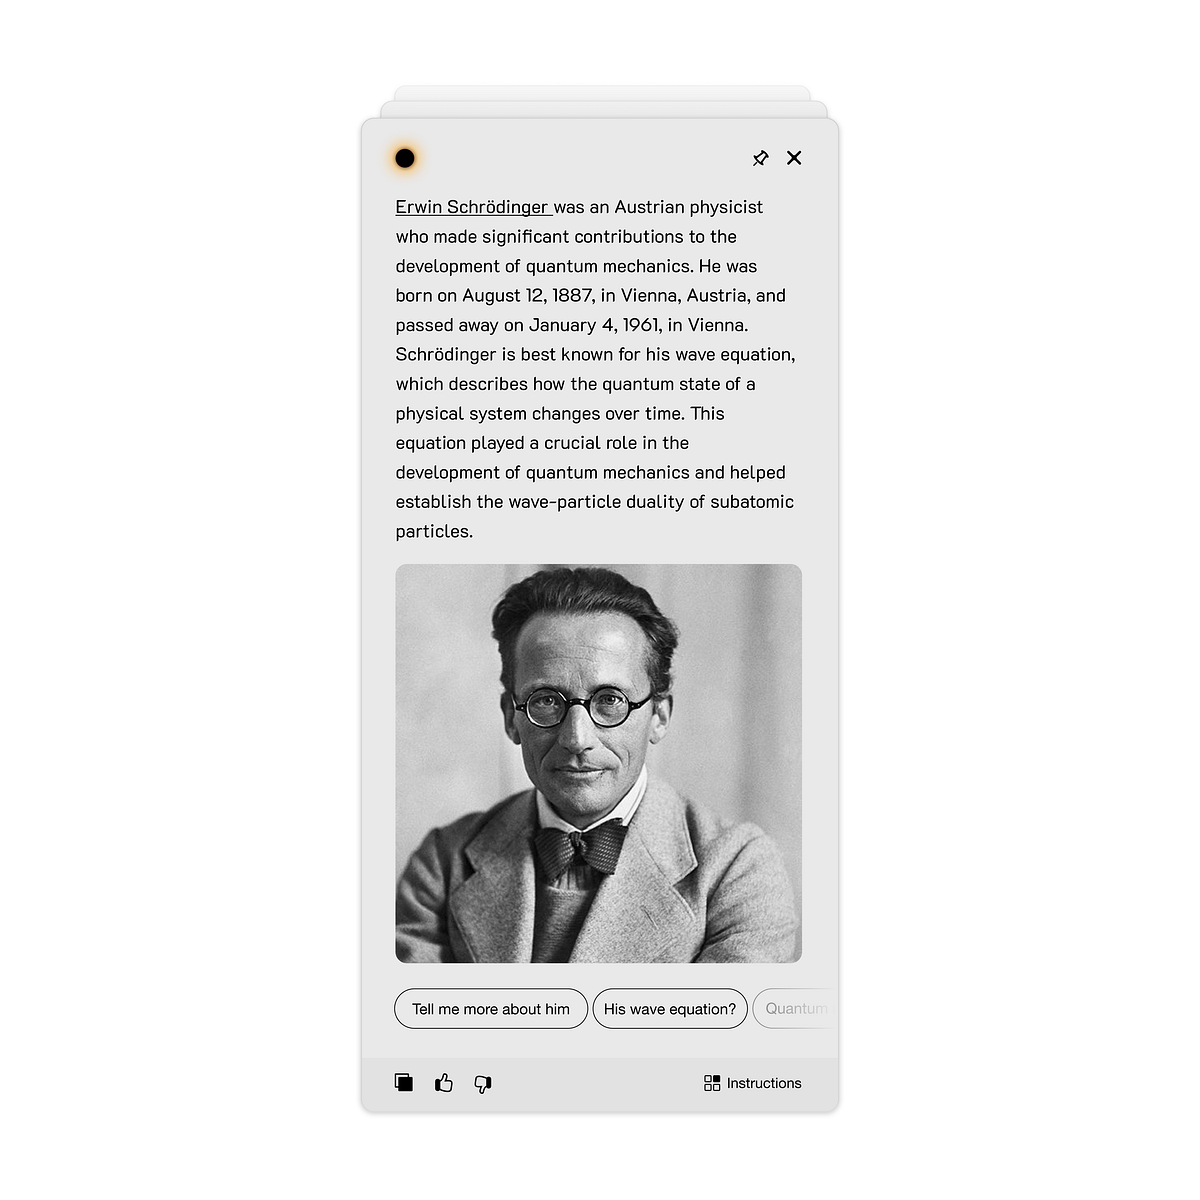 Erwin Schrödinger was an Austrian physicist
who made significant contributions to the
development of quantum mechanics. He was
born on August 12, 1887, in Vienna, Austria, and
passed away on January 4, 1961, in Vienna.
Schrödinger is best known for his wave equation,
which describes how the quantum state of a
physical system changes over time. This
equation played a crucial role in the
development of quantum mechanics and helped
establish the wave-particle duality of subatomic
particles.
Tell me more about him
His wave equation?
Quantum
Instructions